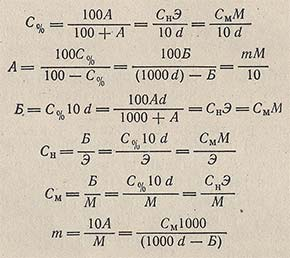 C% = 100A / 100 + A = CнЭ / 10 d = CмM / 10 d
A = 100C% / 100 − C% = 100Б / (1000 d) − Б = mM / 10
Б = C% 10 d = 100Ad / 1000 + A = CнЭ = CмM
Cн = Б / Э = C% 10 d / Э = CмM / Э
Cм = Б / M = C% 10 d / M = CнЭ / M
m = 10A / M = Cм1000 / (1000 d − Б)